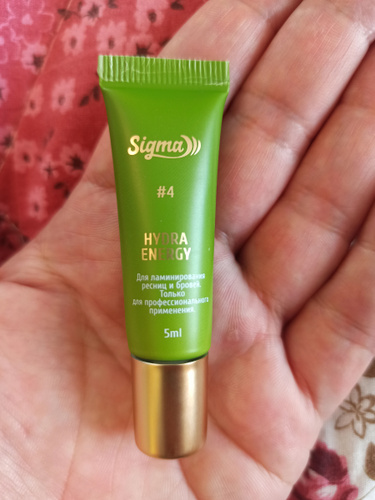 Sigma
#4
HYDRA
ENERGY
Для ламинирования
ресниц и бровей.
Только
для профессионального
применения.
5ml